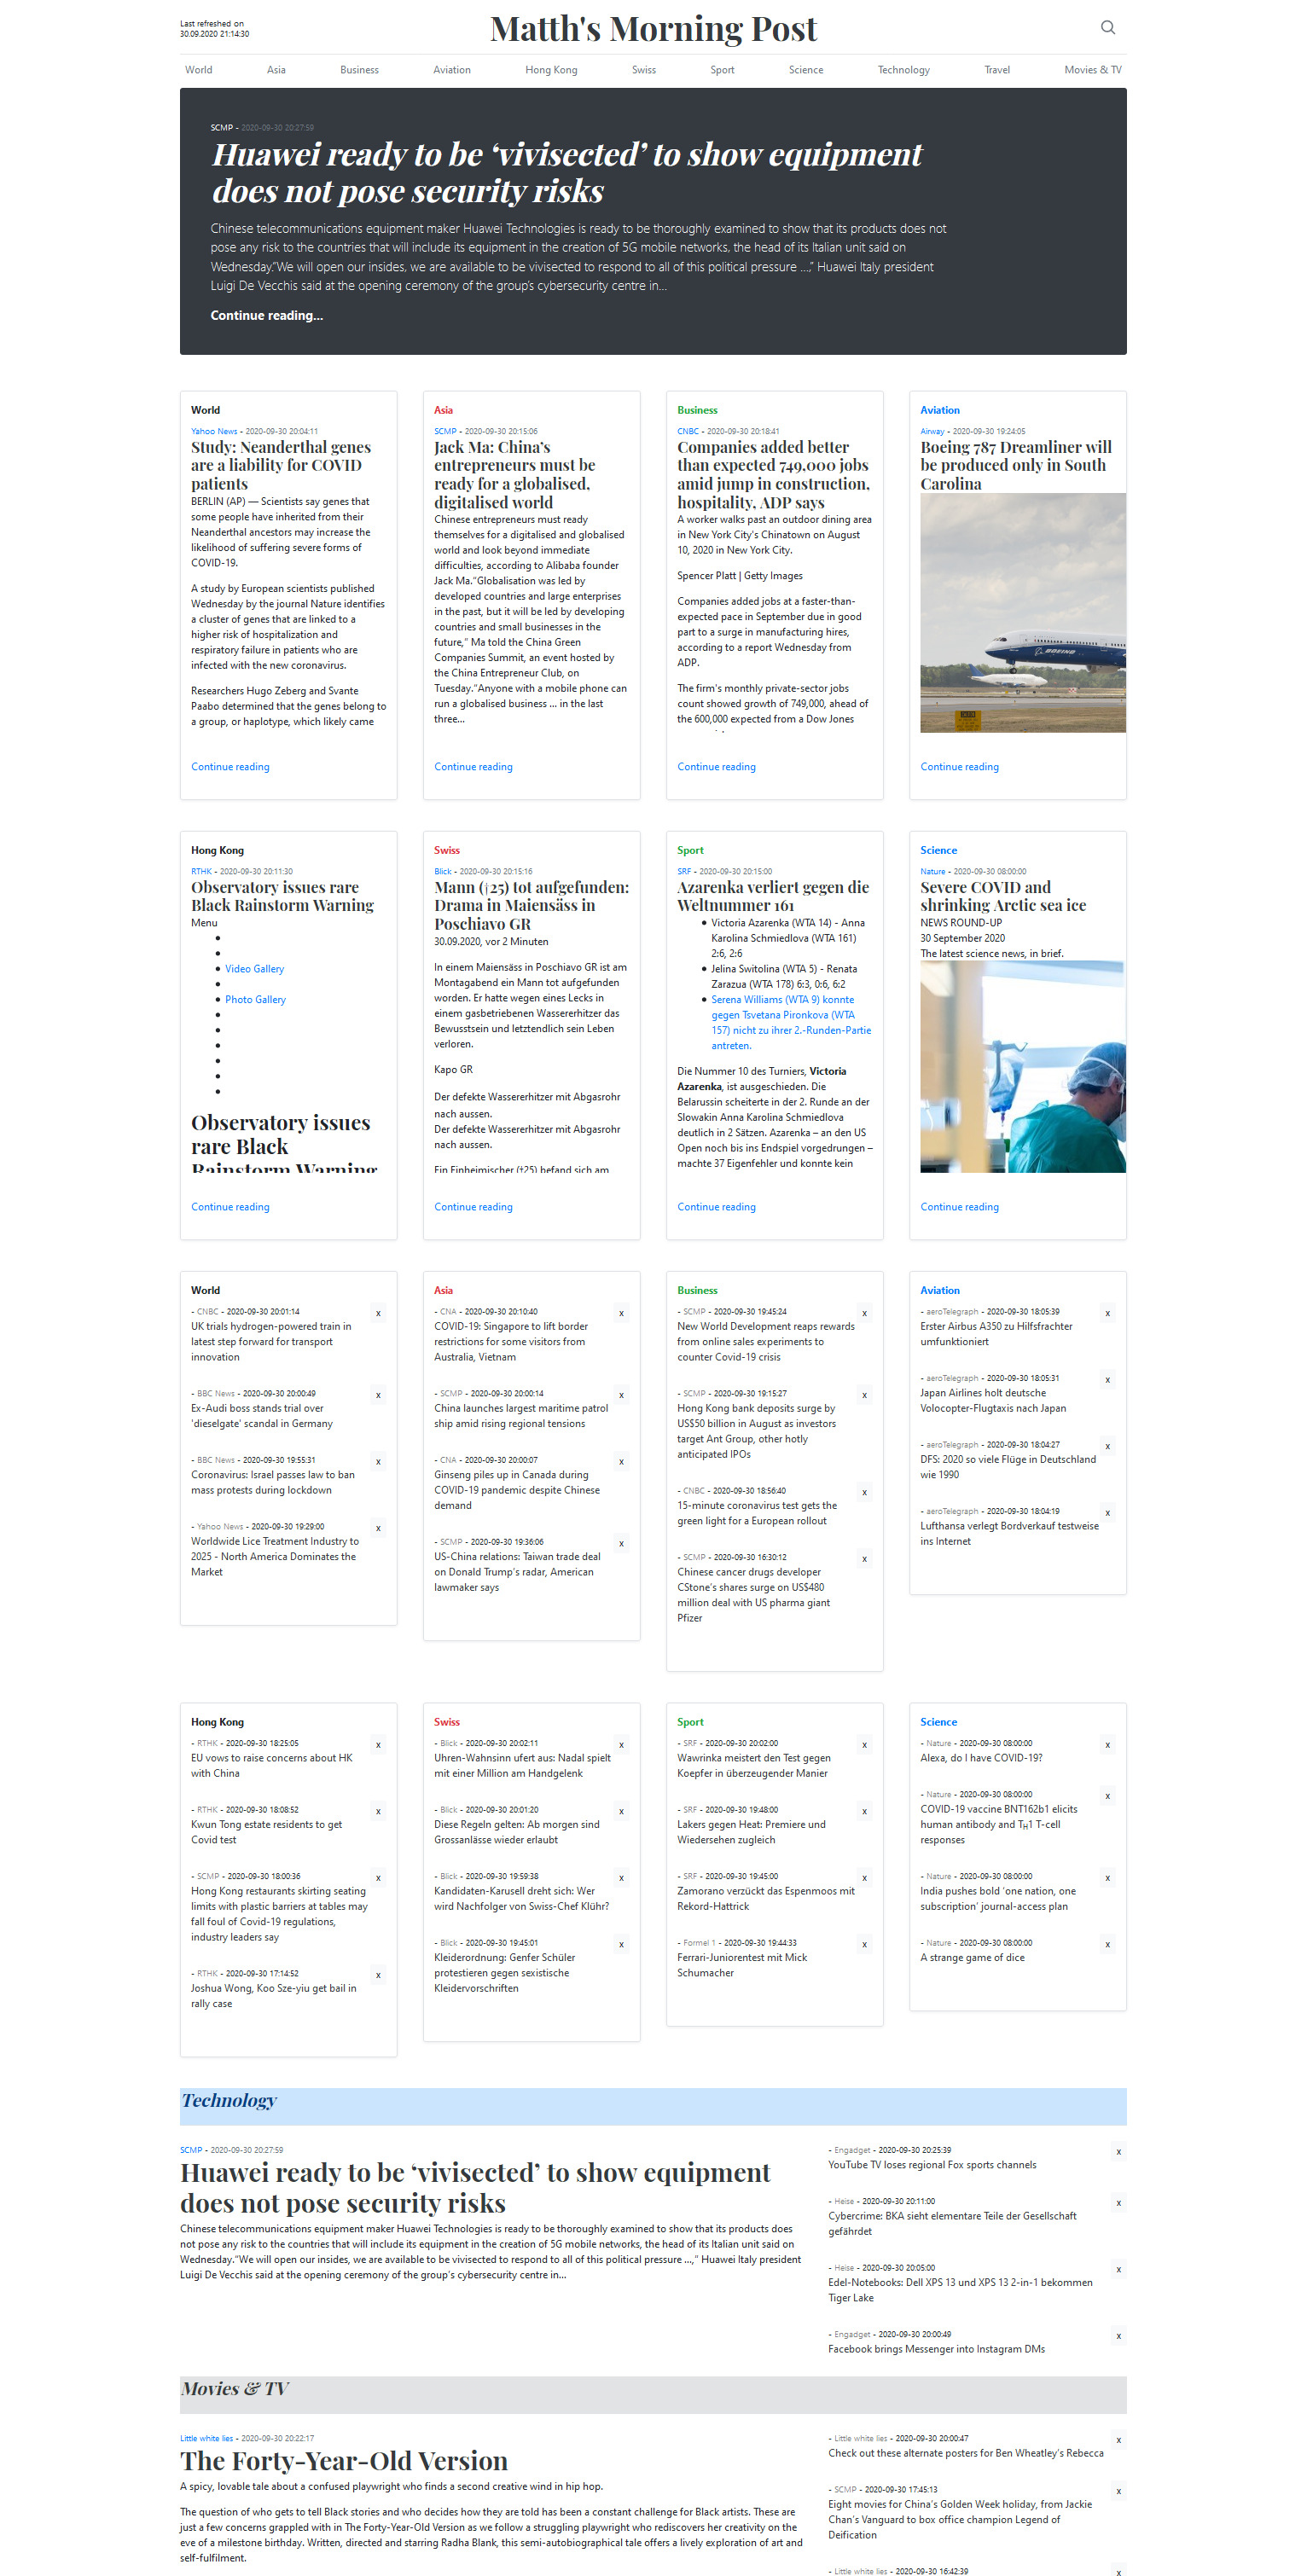 Last refreshed on
30.09.2020 21:14:30
Matth's Morning Post
World Asia Business Aviation Hong Kong Swiss Sport Science Technology Travel Movies & TV
SCMP - 2020-09-30 20:27:59
Huawei ready to be ‘vivisected’ to show equipment
does not pose security risks
Chinese telecommunications equipment maker Huawei Technologies is ready to be thoroughly examined to show that its products does not
pose any risk to the countries that will include its equipment in the creation of 5G mobile networks, the head of its Italian unit said on
Wednesday.“We will open our insides, we are available to be vivisected to respond to all of this political pressure …,” Huawei Italy president
Luigi De Vecchis said at the opening ceremony of the group’s cybersecurity centre in…
Continue reading...
World
Yahoo News - 2020-09-30 20:04:11
Study: Neanderthal genes
are a liability for COVID
patients
BERLIN (AP) — Scientists say genes that
some people have inherited from their
Neanderthal ancestors may increase the
likelihood of suffering severe forms of
COVID-19.
A study by European scientists published
Wednesday by the journal Nature identifies
a cluster of genes that are linked to a
higher risk of hospitalization and
respiratory failure in patients who are
infected with the new coronavirus.
Researchers Hugo Zeberg and Svante
Paabo determined that the genes belong to
a group, or haplotype, which likely came
Continue reading
Asia
SCMP - 2020-09-30 20:15:06
Jack Ma: China’s
entrepreneurs must be
ready for a globalised,
digitalised world
Chinese entrepreneurs must ready
themselves for a digitalised and globalised
world and look beyond immediate
difficulties, according to Alibaba founder
Jack Ma.“Globalisation was led by
developed countries and large enterprises
in the past, but it will be led by developing
countries and small businesses in the
future,” Ma told the China Green
Companies Summit, an event hosted by
the China Entrepreneur Club, on
Tuesday.“Anyone with a mobile phone can
run a globalised business … in the last
three…
Continue reading
Business
CNBC - 2020-09-30 20:18:41
Companies added better
than expected 749,000 jobs
amid jump in construction,
hospitality, ADP says
A worker walks past an outdoor dining area
in New York City's Chinatown on August
10, 2020 in New York City.
Spencer Platt | Getty Images
Companies added jobs at a faster-than-
expected pace in September due in good
part to a surge in manufacturing hires,
according to a report Wednesday from
ADP.
The firm's monthly private-sector jobs
count showed growth of 749,000, ahead of
the 600,000 expected from a Dow Jones
Continue reading
Aviation
Airway - 2020-09-30 19:24:05
Boeing 787 Dreamliner will
be produced only in South
Carolina
BOEING
Continue reading
Hong Kong
RTHK - 2020-09-30 20:11:30
Observatory issues rare
Black Rainstorm Warning
Menu
Video Gallery
Photo Gallery
Observatory issues
rare Black
Rainstorm Warning
Continue reading
Swiss
Blick - 2020-09-30 20:15:16
Mann (†25) tot aufgefunden:
Drama in Maiensäss in
Poschiavo GR
30.09.2020, vor 2 Minuten
In einem Maiensäss in Poschiavo GR ist am
Montagabend ein Mann tot aufgefunden
worden. Er hatte wegen eines Lecks in
einem gasbetriebenen Wassererhitzer das
Bewusstsein und letztendlich sein Leben
verloren.
Kapo GR
Der defekte Wassererhitzer mit Abgasrohr
nach aussen.
Der defekte Wassererhitzer mit Abgasrohr
nach aussen.
Ein Einheimischer (†25) befand sich am
Continue reading
Sport
SRF - 2020-09-30 20:15:00
Azarenka verliert gegen die
Weltnummer 161
Victoria Azarenka (WTA 14) - Anna
Karolina Schmiedlova (WTA 161)
2:6, 2:6
Jelina Switolina (WTA 5) - Renata
Zarazua (WTA 178) 6:3, 0:6, 6:2
Serena Williams (WTA 9) konnte
gegen Tsvetana Pironkova (WTA
157) nicht zu ihrer 2.-Runden-Partie
antreten.
Die Nummer 10 des Turniers, Victoria
Azarenka, ist ausgeschieden. Die
Belarussin scheiterte in der 2. Runde an der
Slowakin Anna Karolina Schmiedlova
deutlich in 2 Sätzen. Azarenka – an den US
Open noch bis ins Endspiel vorgedrungen –
machte 37 Eigenfehler und konnte kein
Continue reading
Science
Nature - 2020-09-30 08:00:00
Severe COVID and
shrinking Arctic sea ice
NEWS ROUND-UP
30 September 2020
The latest science news, in brief.
Continue reading
World
- CNBC - 2020-09-30 20:01:14 x
UK trials hydrogen-powered train in
latest step forward for transport
innovation
- BBC News - 2020-09-30 20:00:49 x
Ex-Audi boss stands trial over
'dieselgate' scandal in Germany
- BBC News - 2020-09-30 19:55:31 x
Coronavirus: Israel passes law to ban
mass protests during lockdown
- Yahoo News - 2020-09-30 19:29:00 x
Worldwide Lice Treatment Industry to
2025 - North America Dominates the
Market
Asia
- CNA - 2020-09-30 20:10:40 x
COVID-19: Singapore to lift border
restrictions for some visitors from
Australia, Vietnam
- SCMP - 2020-09-30 20:00:14 x
China launches largest maritime patrol
ship amid rising regional tensions
- CNA - 2020-09-30 20:00:07 x
Ginseng piles up in Canada during
COVID-19 pandemic despite Chinese
demand
- SCMP - 2020-09-30 19:36:06 x
US-China relations: Taiwan trade deal
on Donald Trump’s radar, American
lawmaker says
Business
- SCMP - 2020-09-30 19:45:24 x
New World Development reaps rewards
from online sales experiments to
counter Covid-19 crisis
- SCMP - 2020-09-30 19:15:27 x
Hong Kong bank deposits surge by
US$50 billion in August as investors
target Ant Group, other hotly
anticipated IPOs
- CNBC - 2020-09-30 18:56:40 x
15-minute coronavirus test gets the
green light for a European rollout
- SCMP - 2020-09-30 16:30:12 x
Chinese cancer drugs developer
CStone’s shares surge on US$480
million deal with US pharma giant
Pfizer
Aviation
- aeroTelegraph - 2020-09-30 18:05:39 x
Erster Airbus A350 zu Hilfsfrachter
umfunktioniert
- aeroTelegraph - 2020-09-30 18:05:31 x
Japan Airlines holt deutsche
Volocopter-Flugtaxis nach Japan
- aeroTelegraph - 2020-09-30 18:04:27 x
DFS: 2020 so viele Flüge in Deutschland
wie 1990
- aeroTelegraph - 2020-09-30 18:04:19 x
Lufthansa verlegt Bordverkauf testweise
ins Internet
Hong Kong
- RTHK - 2020-09-30 18:25:05 x
EU vows to raise concerns about HK
with China
- RTHK - 2020-09-30 18:08:52 x
Kwun Tong estate residents to get
Covid test
- SCMP - 2020-09-30 18:00:36 x
Hong Kong restaurants skirting seating
limits with plastic barriers at tables may
fall foul of Covid-19 regulations,
industry leaders say
- RTHK - 2020-09-30 17:14:52 x
Joshua Wong, Koo Sze-yiu get bail in
rally case
Swiss
- Blick - 2020-09-30 20:02:11 x
Uhren-Wahnsinn ufert aus: Nadal spielt
mit einer Million am Handgelenk
- Blick - 2020-09-30 20:01:20 x
Diese Regeln gelten: Ab morgen sind
Grossanlässe wieder erlaubt
- Blick - 2020-09-30 19:59:38 x
Kandidaten-Karusell dreht sich: Wer
wird Nachfolger von Swiss-Chef Klühr?
- Blick - 2020-09-30 19:45:01 x
Kleiderordnung: Genfer Schüler
protestieren gegen sexistische
Kleidervorschriften
Sport
- SRF - 2020-09-30 20:02:00 x
Wawrinka meistert den Test gegen
Koepfer in überzeugender Manier
- SRF - 2020-09-30 19:48:00 x
Lakers gegen Heat: Premiere und
Wiedersehen zugleich
- SRF - 2020-09-30 19:45:00 x
Zamorano verzückt das Espenmoos mit
Rekord-Hattrick
- Formel 1 - 2020-09-30 19:44:33 x
Ferrari-Juniorentest mit Mick
Schumacher
Science
- Nature - 2020-09-30 08:00:00 x
Alexa, do I have COVID-19?
- Nature - 2020-09-30 08:00:00 x
COVID-19 vaccine BNT162b1 elicits
human antibody and TH1 T-cell
responses
- Nature - 2020-09-30 08:00:00 x
India pushes bold ‘one nation, one
subscription’ journal-access plan
- Nature - 2020-09-30 08:00:00 x
A strange game of dice
Technology
SCMP - 2020-09-30 20:27:59
Huawei ready to be ‘vivisected’ to show equipment
does not pose security risks
Chinese telecommunications equipment maker Huawei Technologies is ready to be thoroughly examined to show that its products does
not pose any risk to the countries that will include its equipment in the creation of 5G mobile networks, the head of its Italian unit said on
Wednesday.“We will open our insides, we are available to be vivisected to respond to all of this political pressure …,” Huawei Italy president
Luigi De Vecchis said at the opening ceremony of the group’s cybersecurity centre in…
- Engadget - 2020-09-30 20:25:39 x
YouTube TV loses regional Fox sports channels
- Heise - 2020-09-30 20:11:00 x
Cybercrime: BKA sieht elementare Teile der Gesellschaft
gefährdet
- Heise - 2020-09-30 20:05:00 x
Edel-Notebooks: Dell XPS 13 und XPS 13 2-in-1 bekommen
Tiger Lake
- Engadget - 2020-09-30 20:00:49 x
Facebook brings Messenger into Instagram DMs
Movies & TV
Little white lies - 2020-09-30 20:22:17
The Forty-Year-Old Version
A spicy, lovable tale about a confused playwright who finds a second creative wind in hip hop.
The question of who gets to tell Black stories and who decides how they are told has been a constant challenge for Black artists. These are
just a few concerns grappled with in The Forty-Year-Old Version as we follow a struggling playwright who rediscovers her creativity on the
eve of a milestone birthday. Written, directed and starring Radha Blank, this semi-autobiographical tale offers a lively exploration of art and
self-fulfilment.
- Little white lies - 2020-09-30 20:00:47 x
Check out these alternate posters for Ben Wheatley’s Rebecca
- SCMP - 2020-09-30 17:45:13 x
Eight movies for China’s Golden Week holiday, from Jackie
Chan’s Vanguard to box office champion Legend of
Deification
- Little white lies - 2020-09-30 16:42:39 x